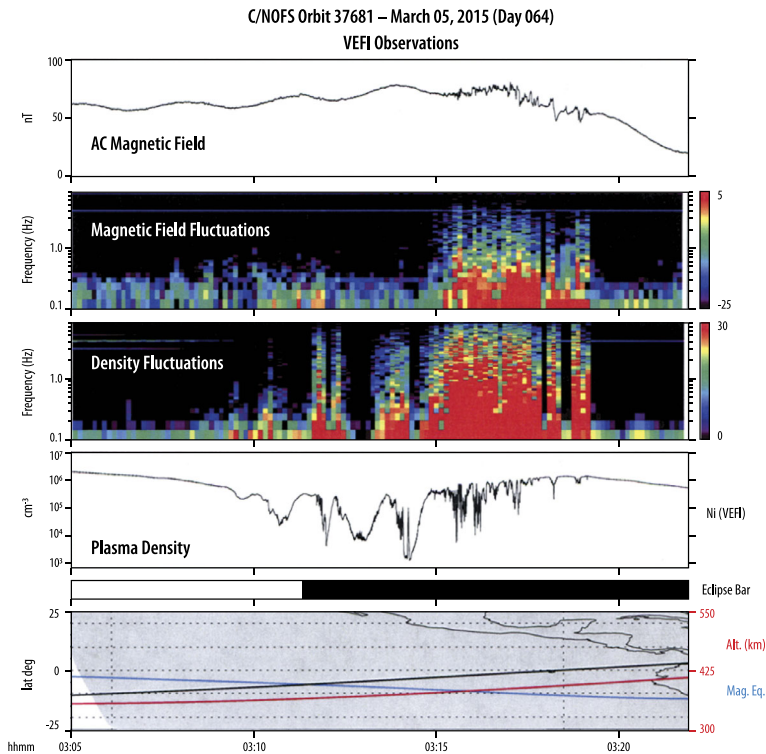 C/NOFS Orbit 37681 – March 05, 2015 (Day 064)
VEFI Observations
100
50
0
nT
AC Magnetic Field
Frequency (Hz)
1.0
0.1
Magnetic Field Fluctuations
5
-25
Frequency (Hz)
1.0
0.1
Density Fluctuations
30
0
10⁷
10⁶
10⁵
10⁴
10³
cm⁻³
Plasma Density
Ni (VEFI)
Eclipse Bar
25
0
-25
lat deg
550
425
300
Alt. (km)
Mag. Eq.
hhmm
03:05 03:10 03:15 03:20